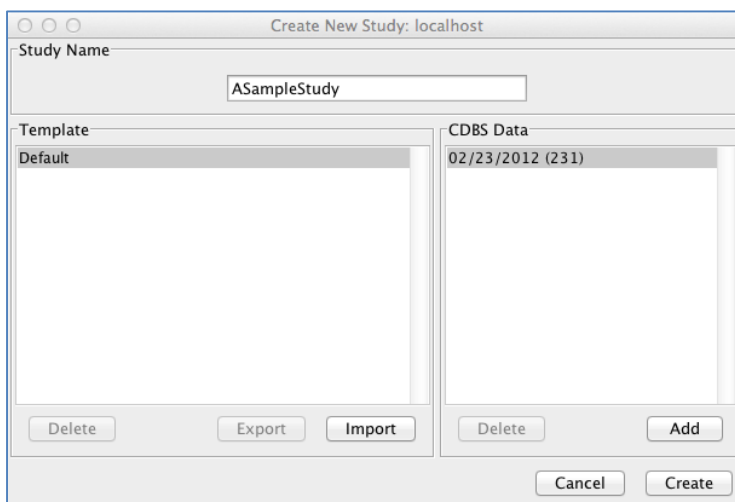 Create New Study: localhost
Study Name
ASampleStudy
Template
CDBS Data
Default
02/23/2012 (231)
Delete
Export
Import
Delete
Add
Cancel
Create